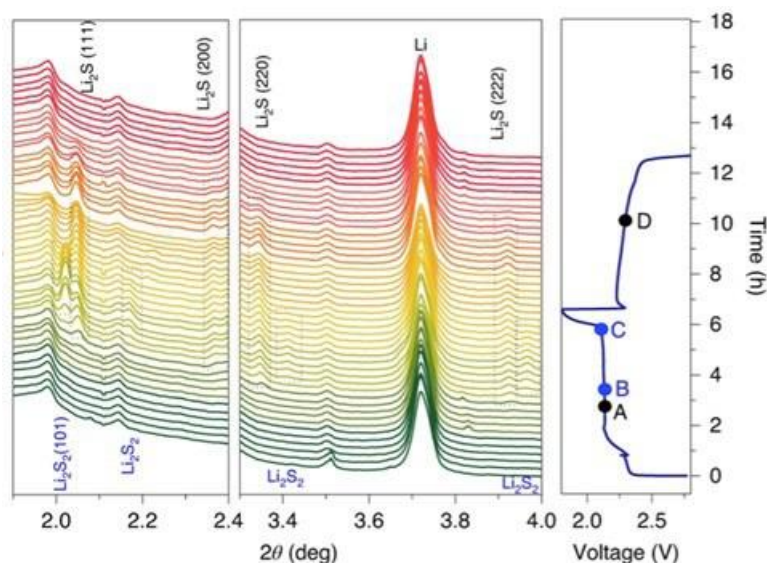 Li₂S (111)
Li₂S (200)
Li₂S (220)
Li
Li₂S (222)
Li₂S₂(101)
Li₂S₂
Li₂S₂
Li₂S₂
2.0 2.2 2.4 3.4 3.6 3.8 4.0
2θ (deg)
D
C
B
A
18
16
14
12
10
8
6
4
2
0
Time (h)
2.0 2.5
Voltage (V)